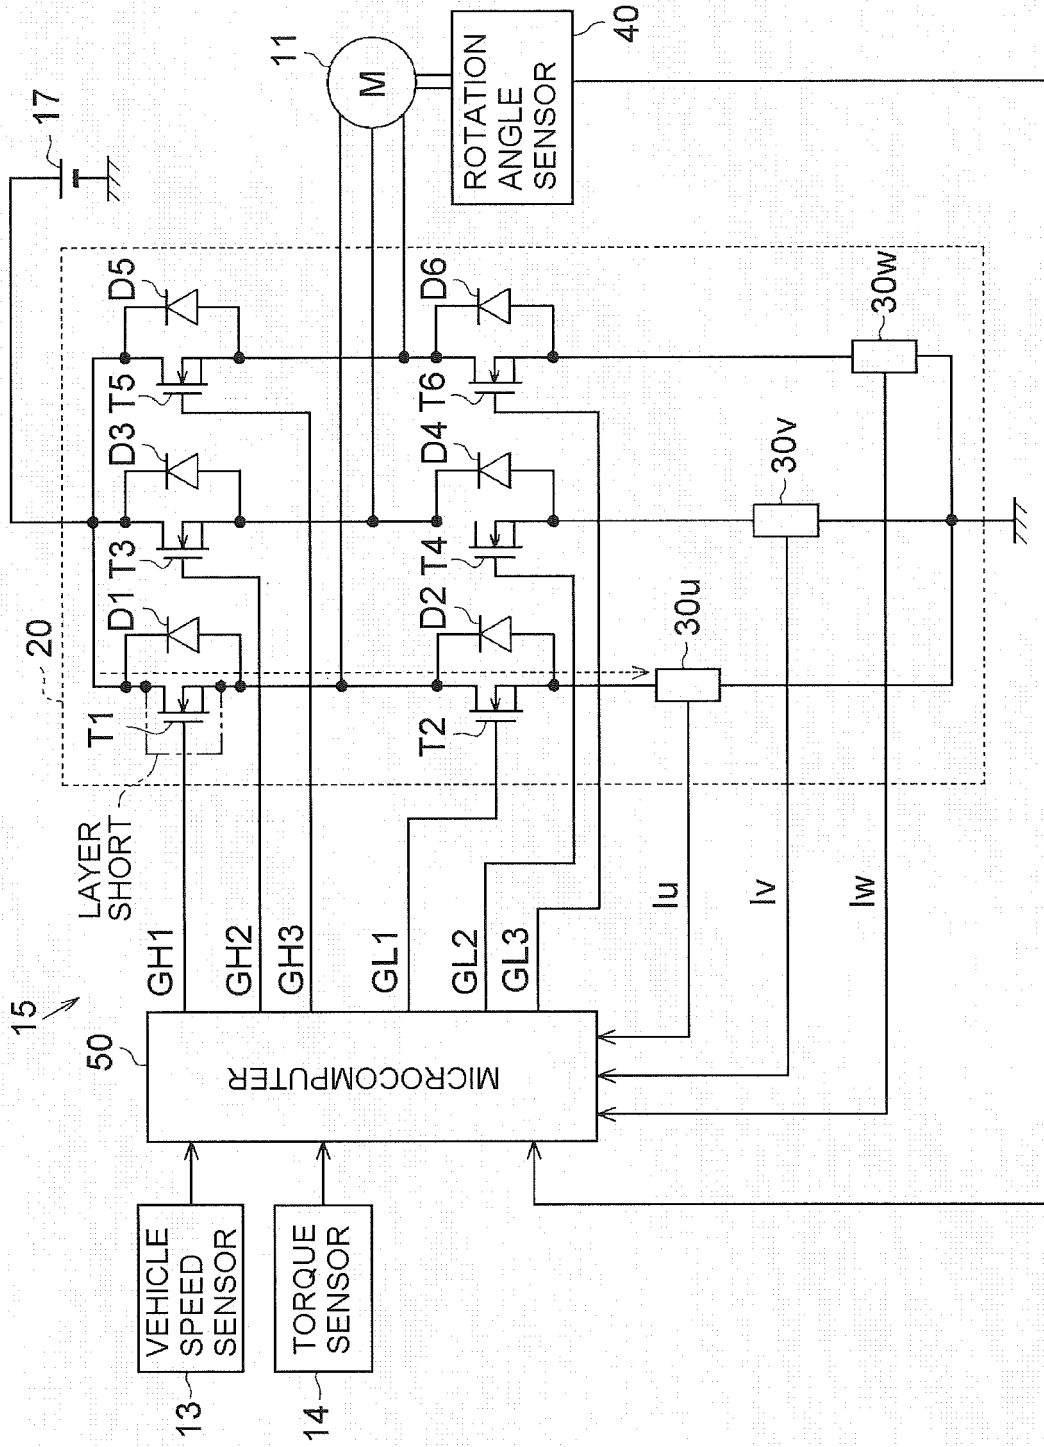 15
20
17
D5
D3
D1
T5
T3
T1
LAYER
SHORT
11
M
40
ROTATION
ANGLE
SENSOR
D6
D4
D2
T6
T4
T2
30w
30v
30u
GH1
GH2
GH3
GL1
GL2
GL3
Iu
Iv
Iw
50
MICROCOMPUTER
VEHICLE
SPEED
SENSOR
13
TORQUE
SENSOR
14